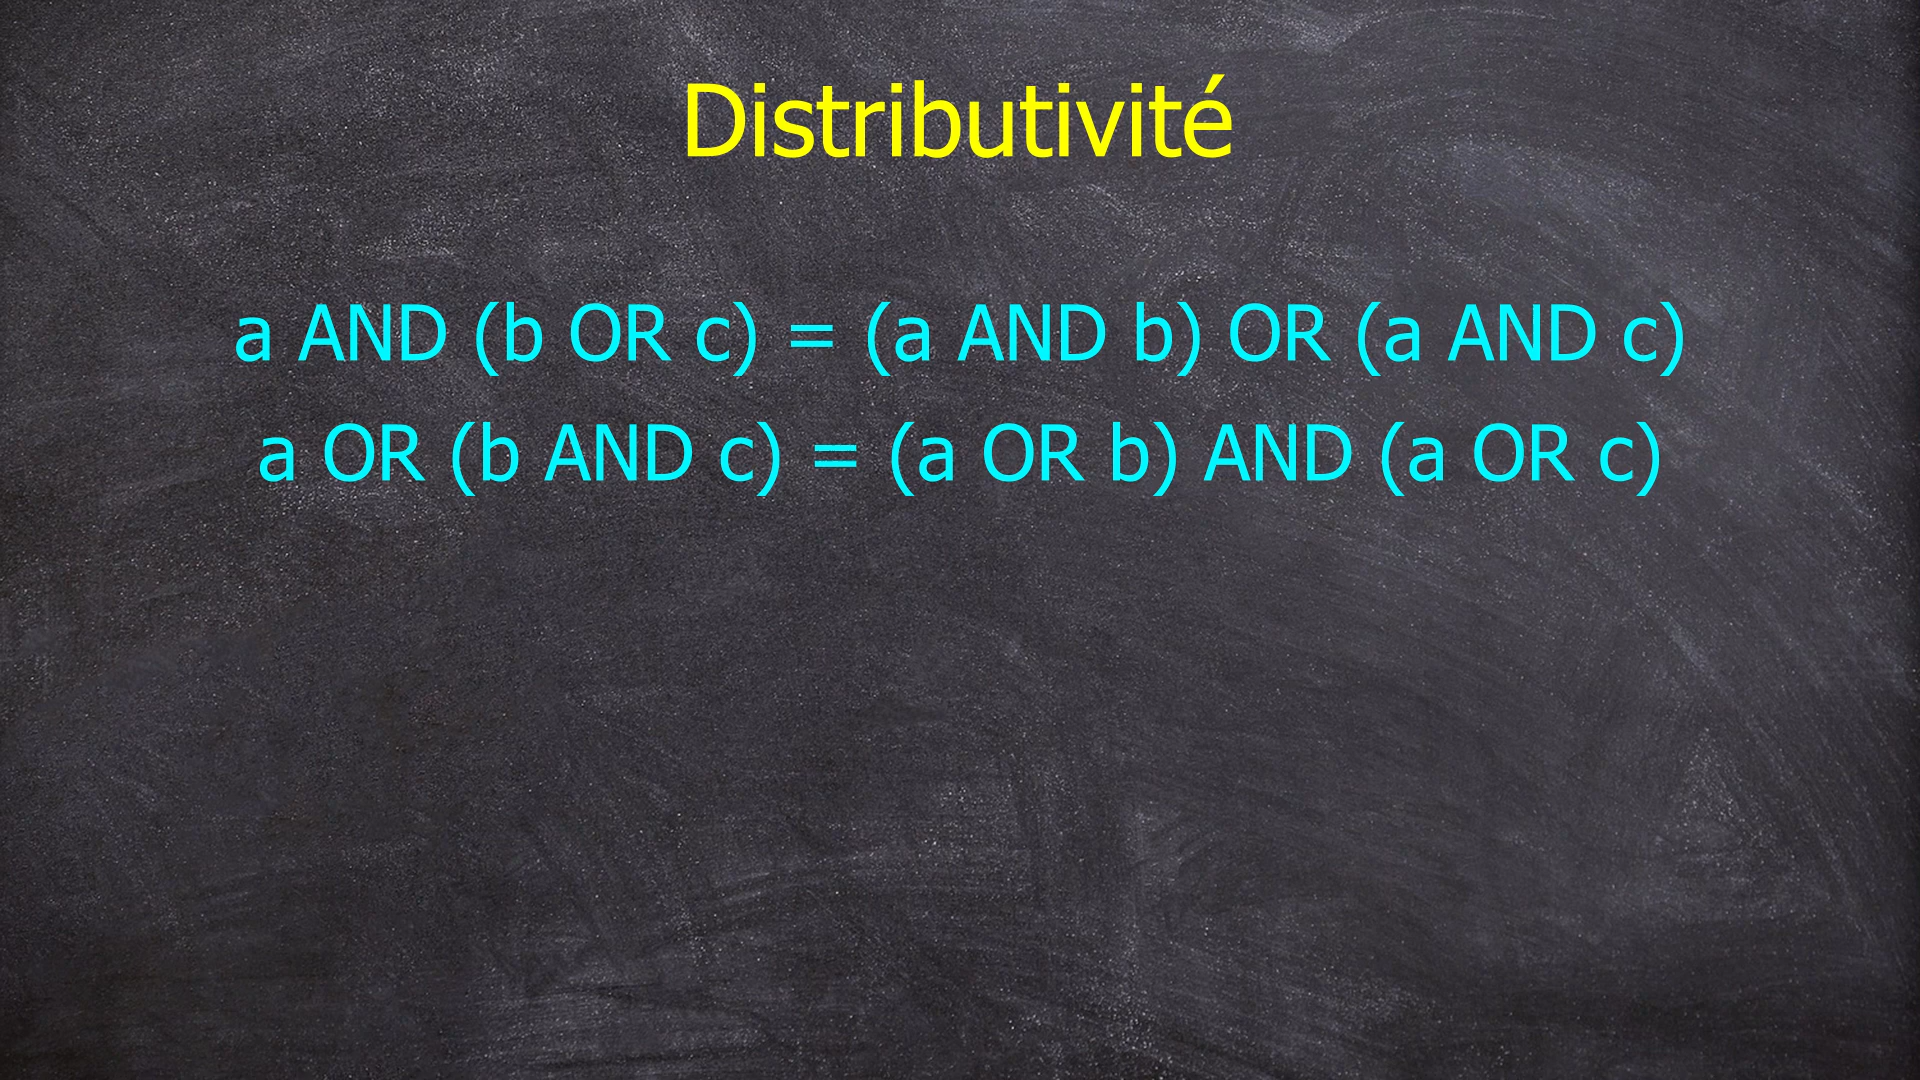 Distributivité
a AND (b OR c) = (a AND b) OR (a AND c)
a OR (b AND c) = (a OR b) AND (a OR c)